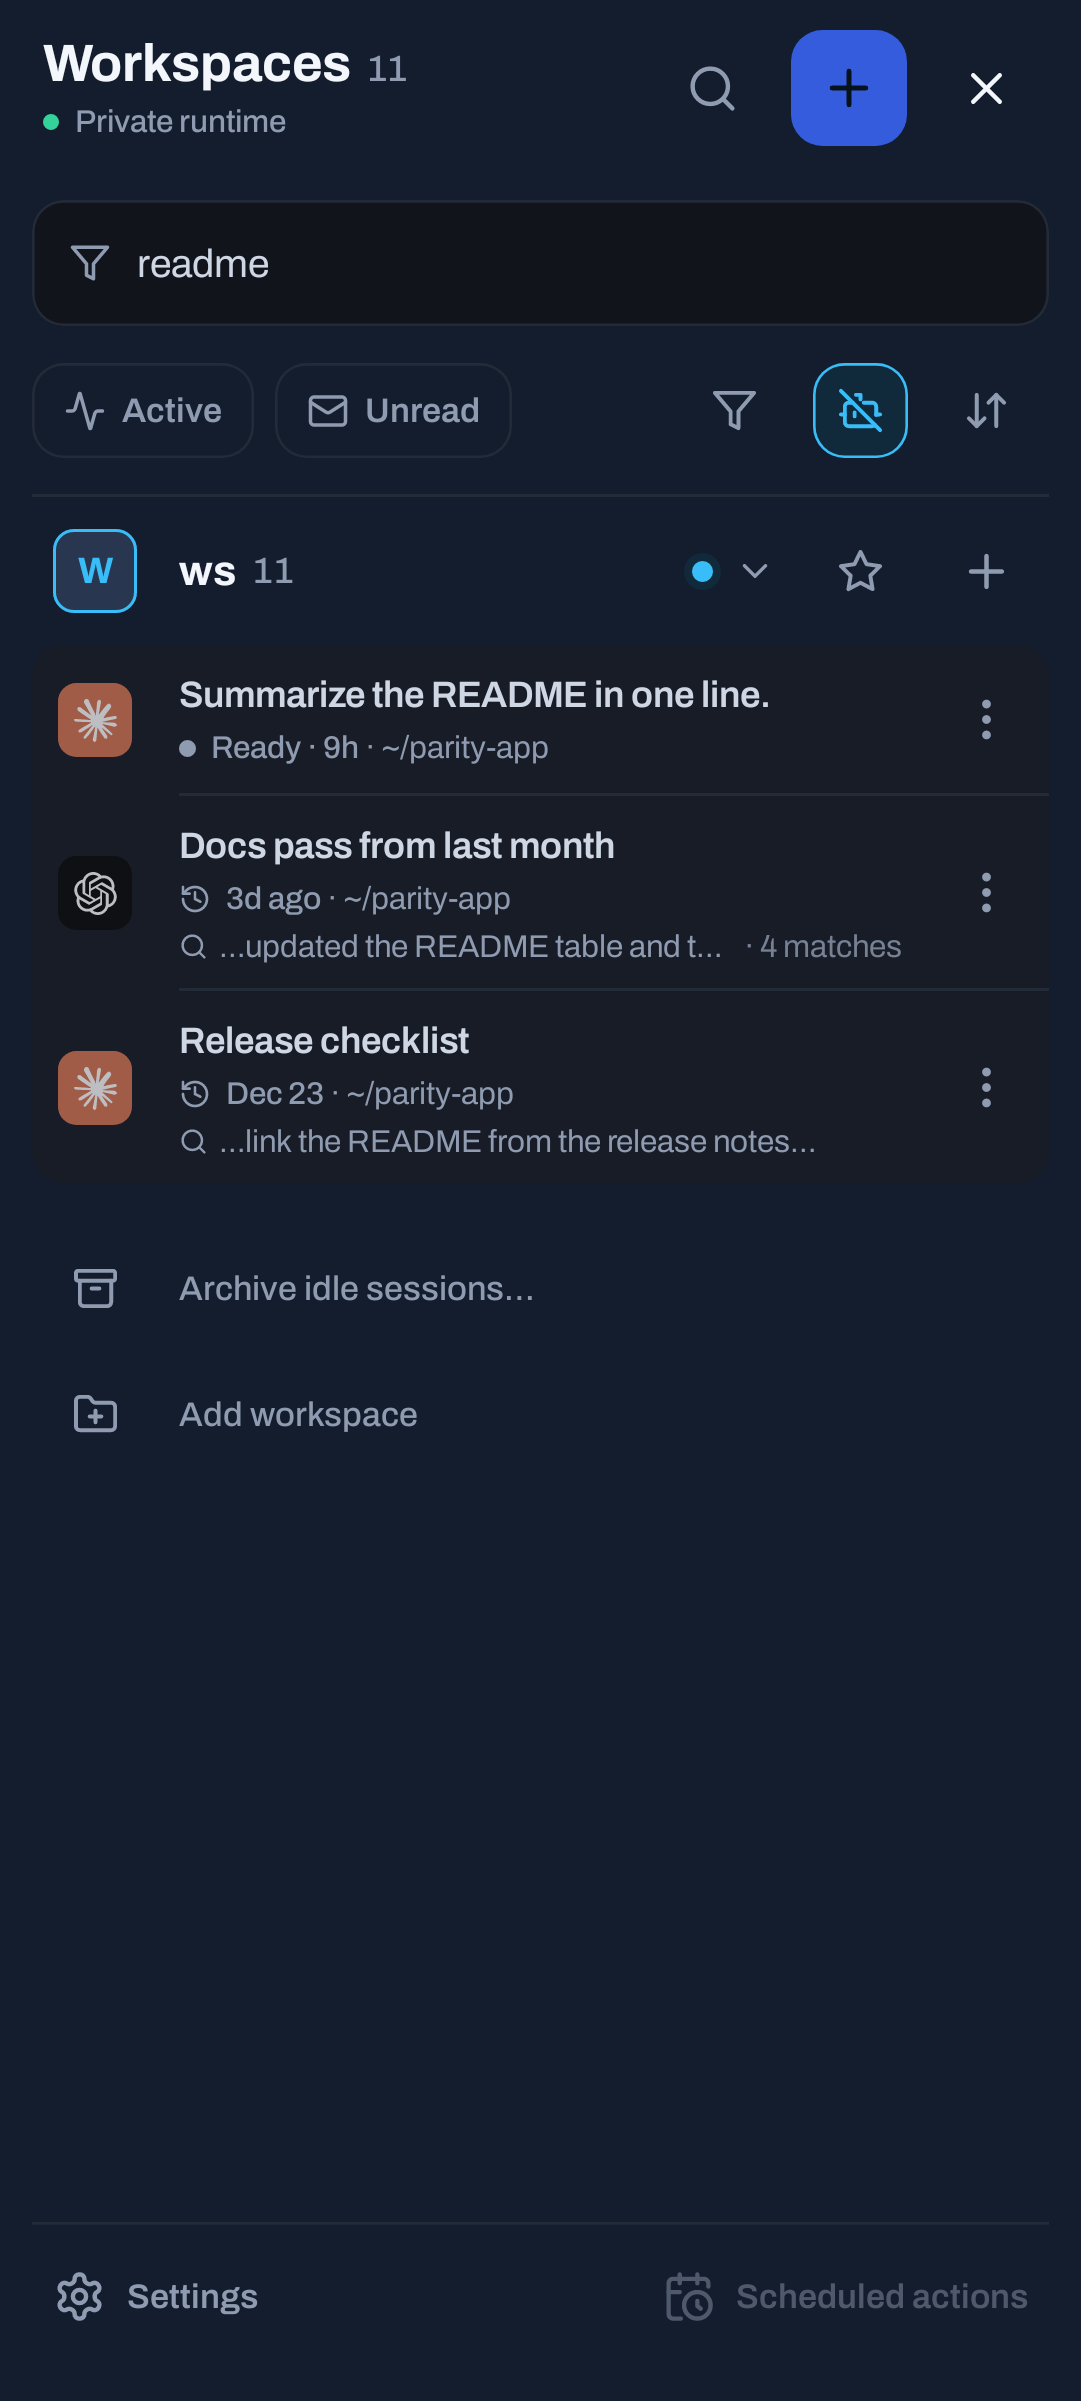 Workspaces 11
Private runtime
readme
Active
Unread
W
ws 11
Summarize the README in one line.
Ready · 9h · ~/parity-app
Docs pass from last month
3d ago · ~/parity-app
...updated the README table and t... · 4 matches
Release checklist
Dec 23 · ~/parity-app
...link the README from the release notes...
Archive idle sessions...
Add workspace
Settings
Scheduled actions